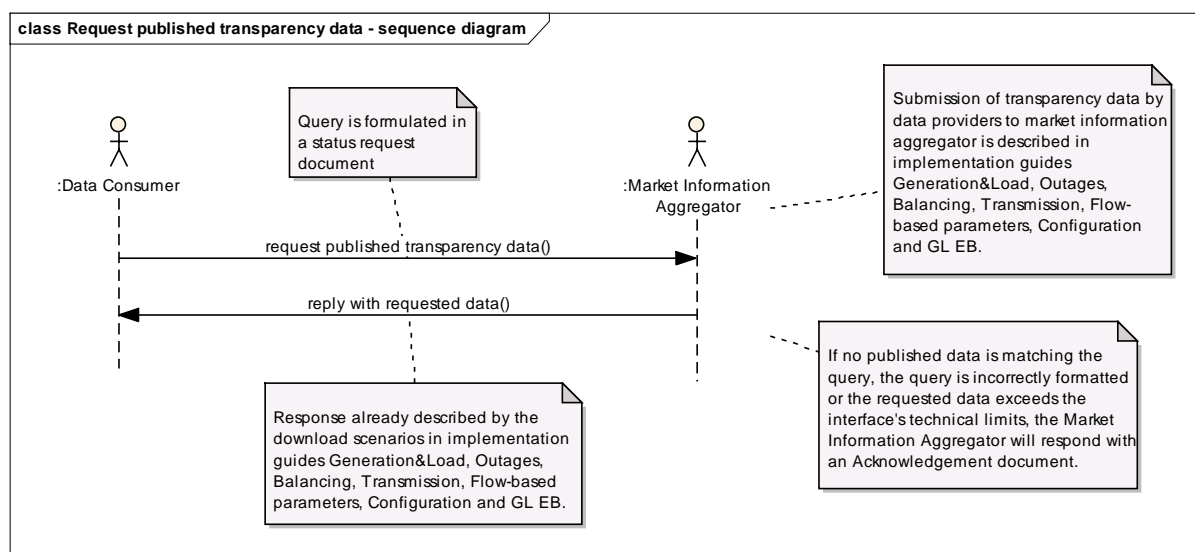 class Request published transparency data - sequence diagram
Query is formulated in
a status request
document
Submission of transparency data by
data providers to market information
aggregator is described in
implementation guides
Generation&Load, Outages,
Balancing, Transmission, Flow-
based parameters, Configuration
and GL EB.
:Data Consumer
:Market Information
Aggregator
request published transparency data()
reply with requested data()
If no published data is matching the
query, the query is incorrectly formatted
or the requested data exceeds the
interface's technical limits, the Market
Information Aggregator will respond with
an Acknowledgement document.
Response already described by the
download scenarios in implementation
guides Generation&Load, Outages,
Balancing, Transmission, Flow-based
parameters, Configuration and GL EB.